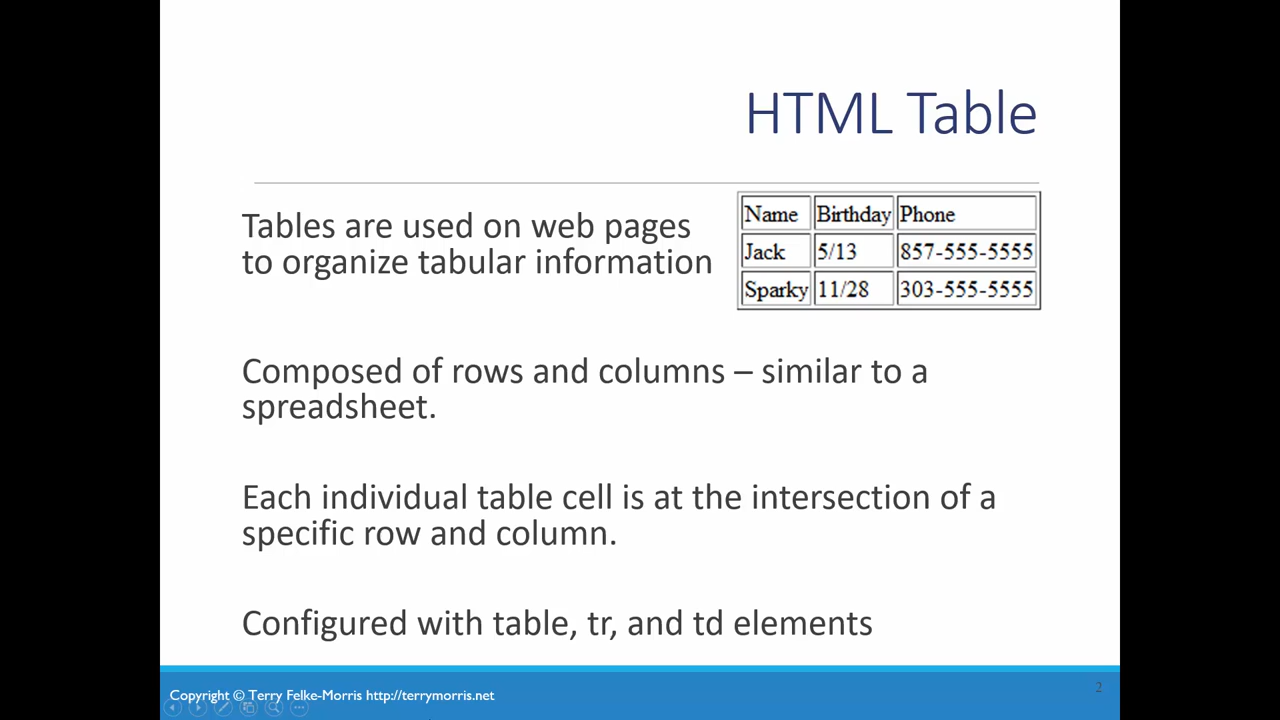 HTML Table
Tables are used on web pages
to organize tabular information
Name Birthday Phone
Jack 5/13 857-555-5555
Sparky 11/28 303-555-5555
Composed of rows and columns – similar to a
spreadsheet.
Each individual table cell is at the intersection of a
specific row and column.
Configured with table, tr, and td elements
Copyright © Terry Felke-Morris http://terrymorris.net
2